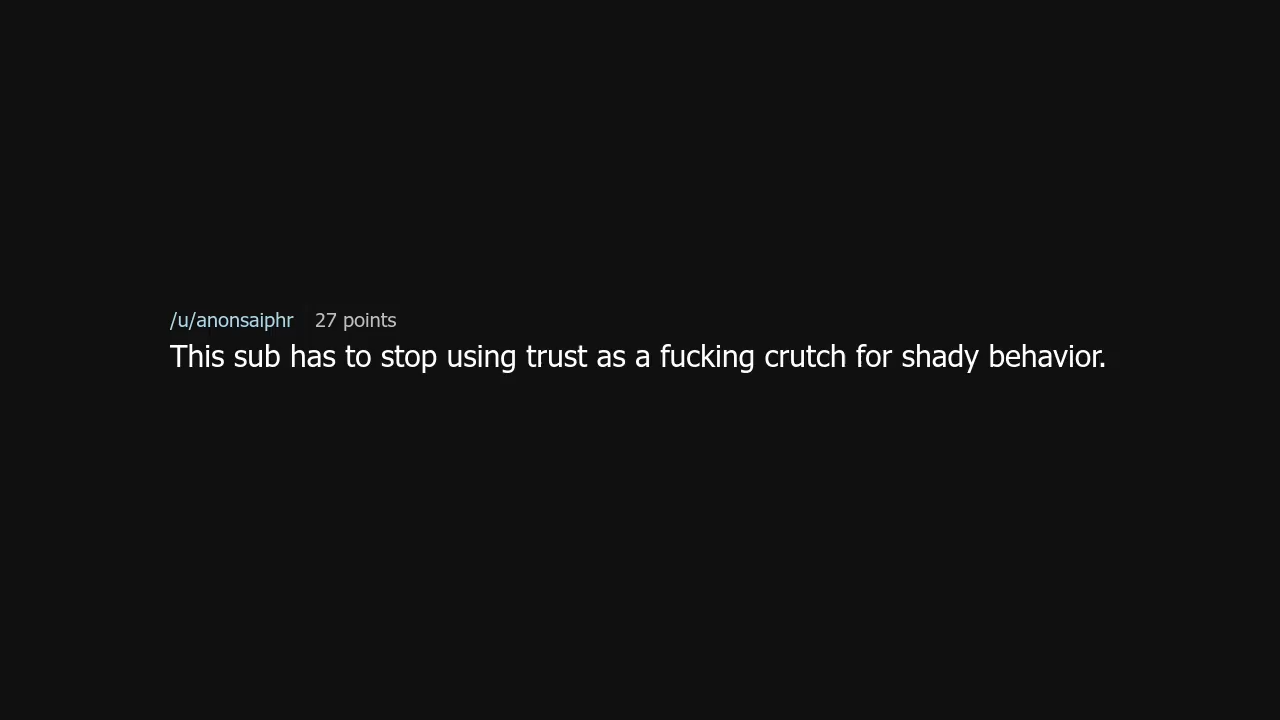 /u/anonsaiphr 27 points
This sub has to stop using trust as a fucking crutch for shady behavior.